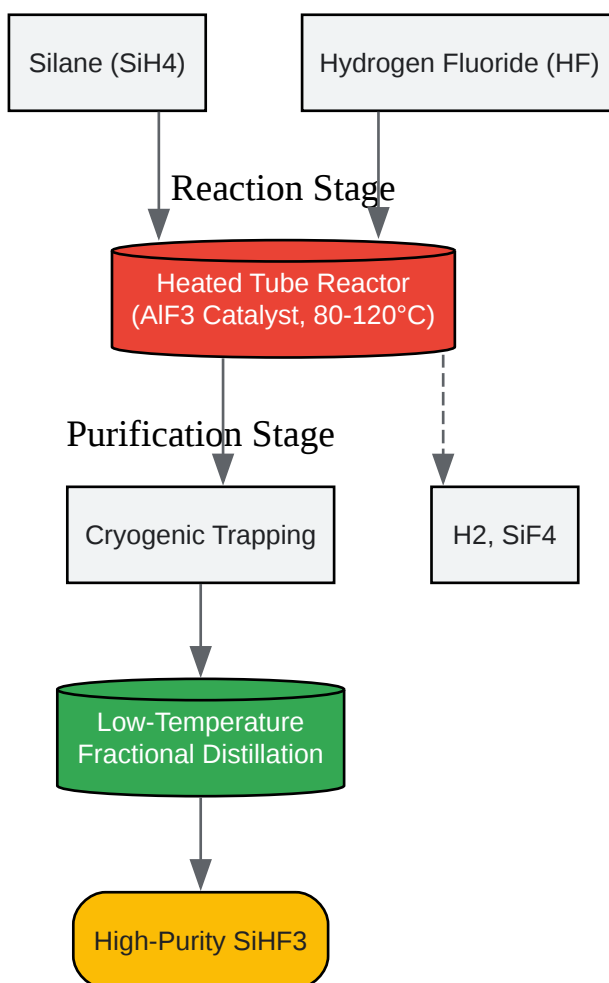 Silane (SiH4)
Hydrogen Fluoride (HF)
Reaction Stage
Heated Tube Reactor
(AlF3 Catalyst, 80-120°C)
Purification Stage
Cryogenic Trapping
H2, SiF4
Low-Temperature
Fractional Distillation
High-Purity SiHF3